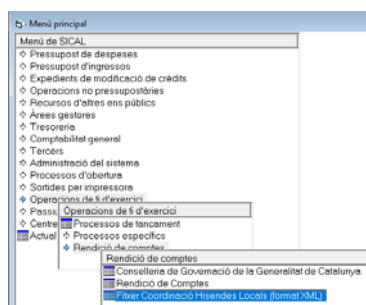 Menú principal
Menú de SICAL
Pressupost de despeses
Pressupost d'ingressos
Expedients de modificació de crèdits
Operacions no pressupostàries
Recursos d'altres ens públics
Àrees gestores
Tresoreria
Comptabilitat general
Tercers
Administració del sistema
Processos d'obertura
Sortides per impressora
Operacions de fi d'exercici
Passiu
Operacions de fi d'exercici
Centre
Processos de tancament
Actuel
Processos específics
Rendició de comptes
Rendició de comptes
Conselleria de Governació de la Generalitat de Catalunya
Rendició de Comptes
Fitxer Coordinació Hisendes Locals (format XML)